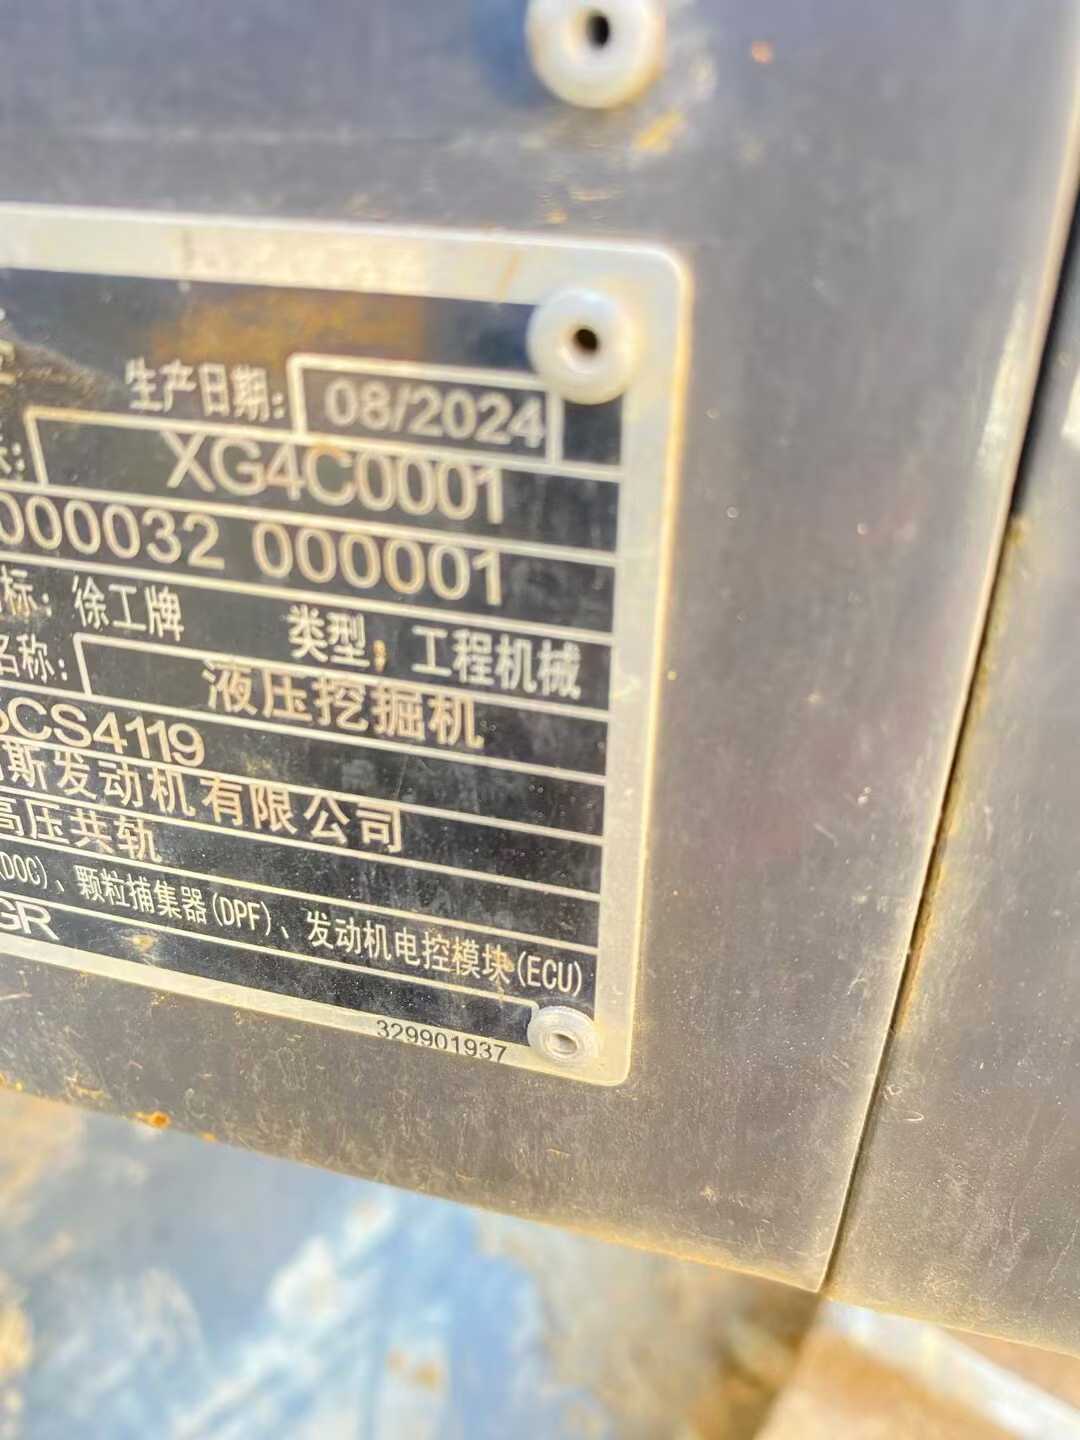 生产日期: 08/2024
XG4C0001
000032 000001
标: 徐工牌 类型: 工程机械
名称: 液压挖掘机
CS4119
斯发动机有限公司
高压共轨
(DOC)、颗粒捕集器(DPF)、发动机电控模块(ECU)
GR
329901937